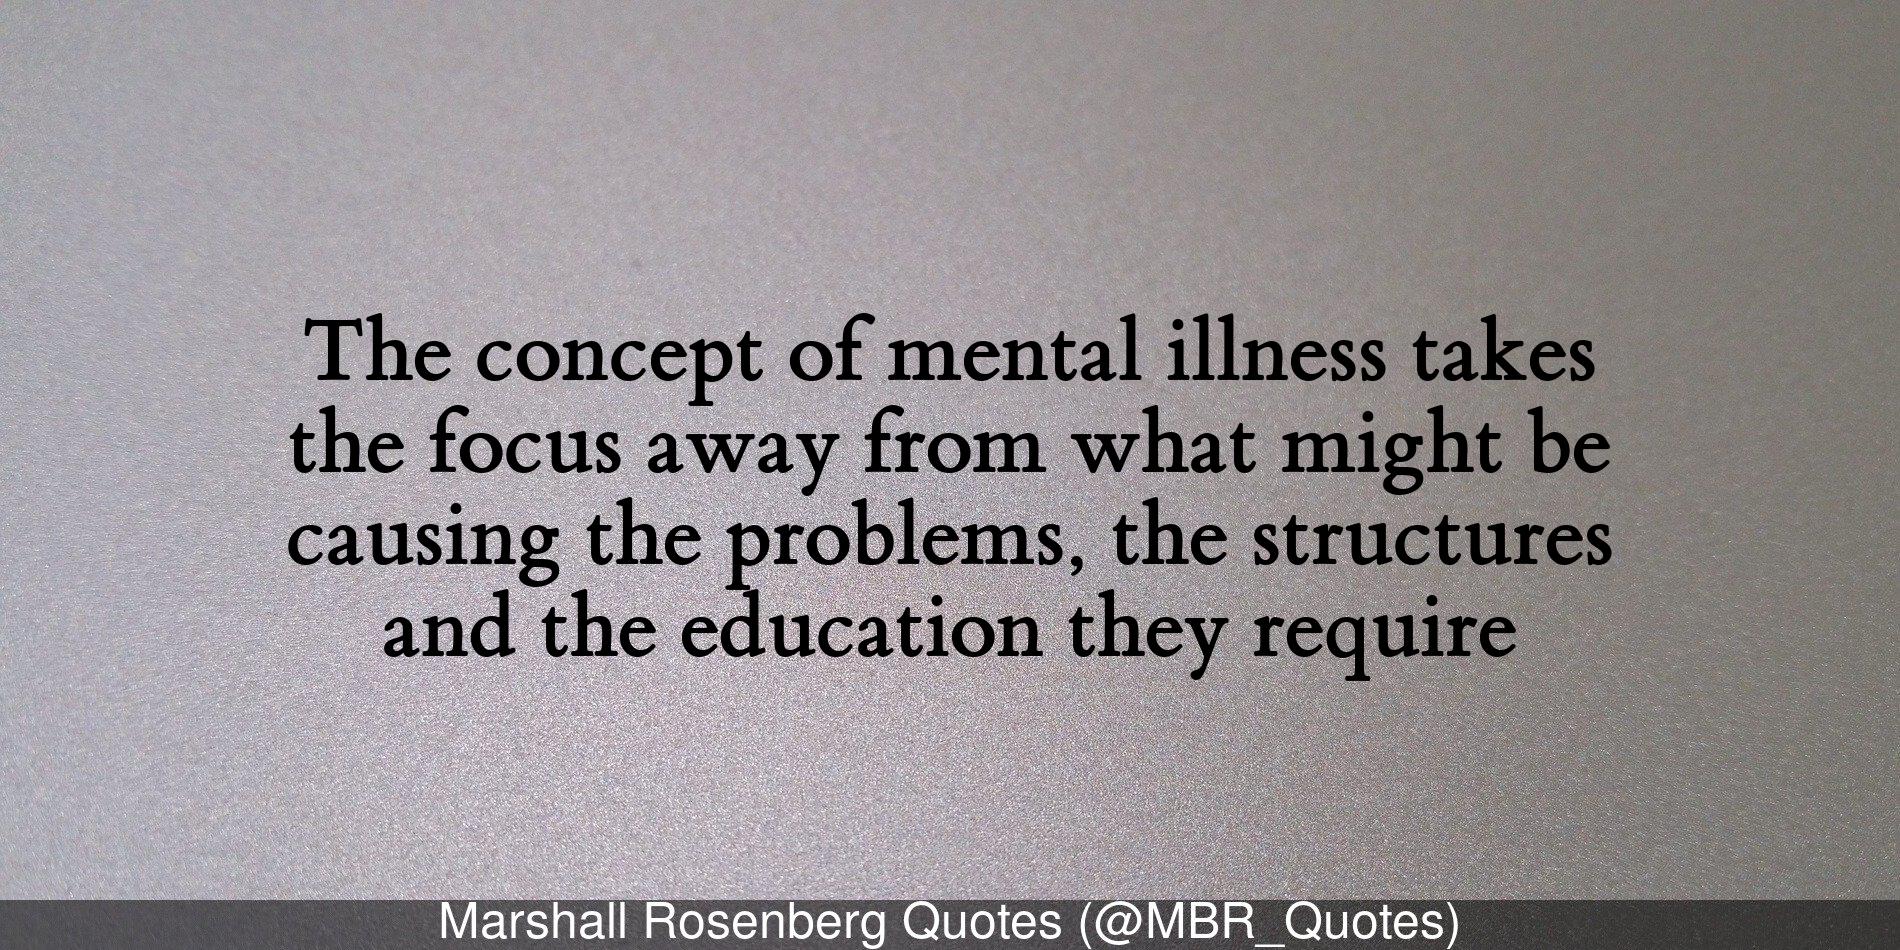 The concept of mental illness takes
the focus away from what might be
causing the problems, the structures
and the education they require
Marshall Rosenberg Quotes (@MBR_Quotes)